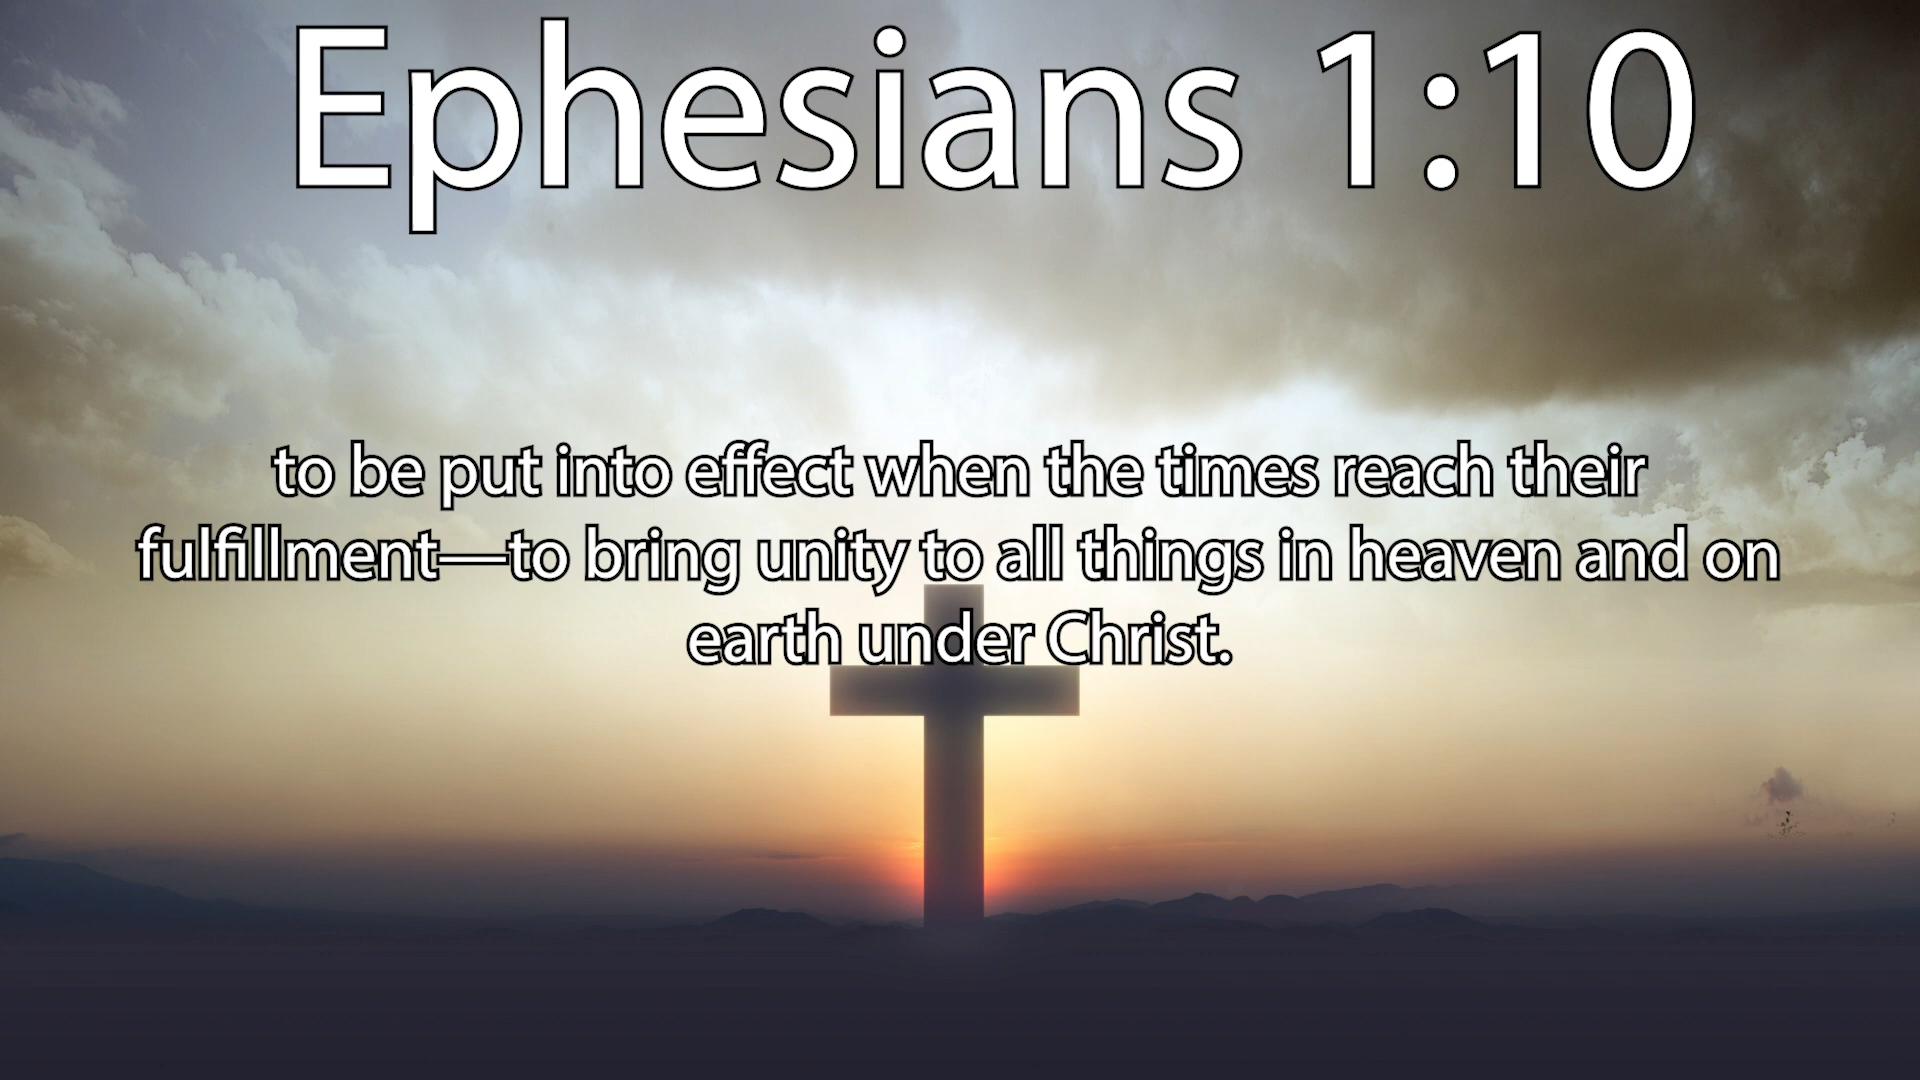 Ephesians 1:10
to be put into effect when the times reach their
fulfillment—to bring unity to all things in heaven and on
earth under Christ.